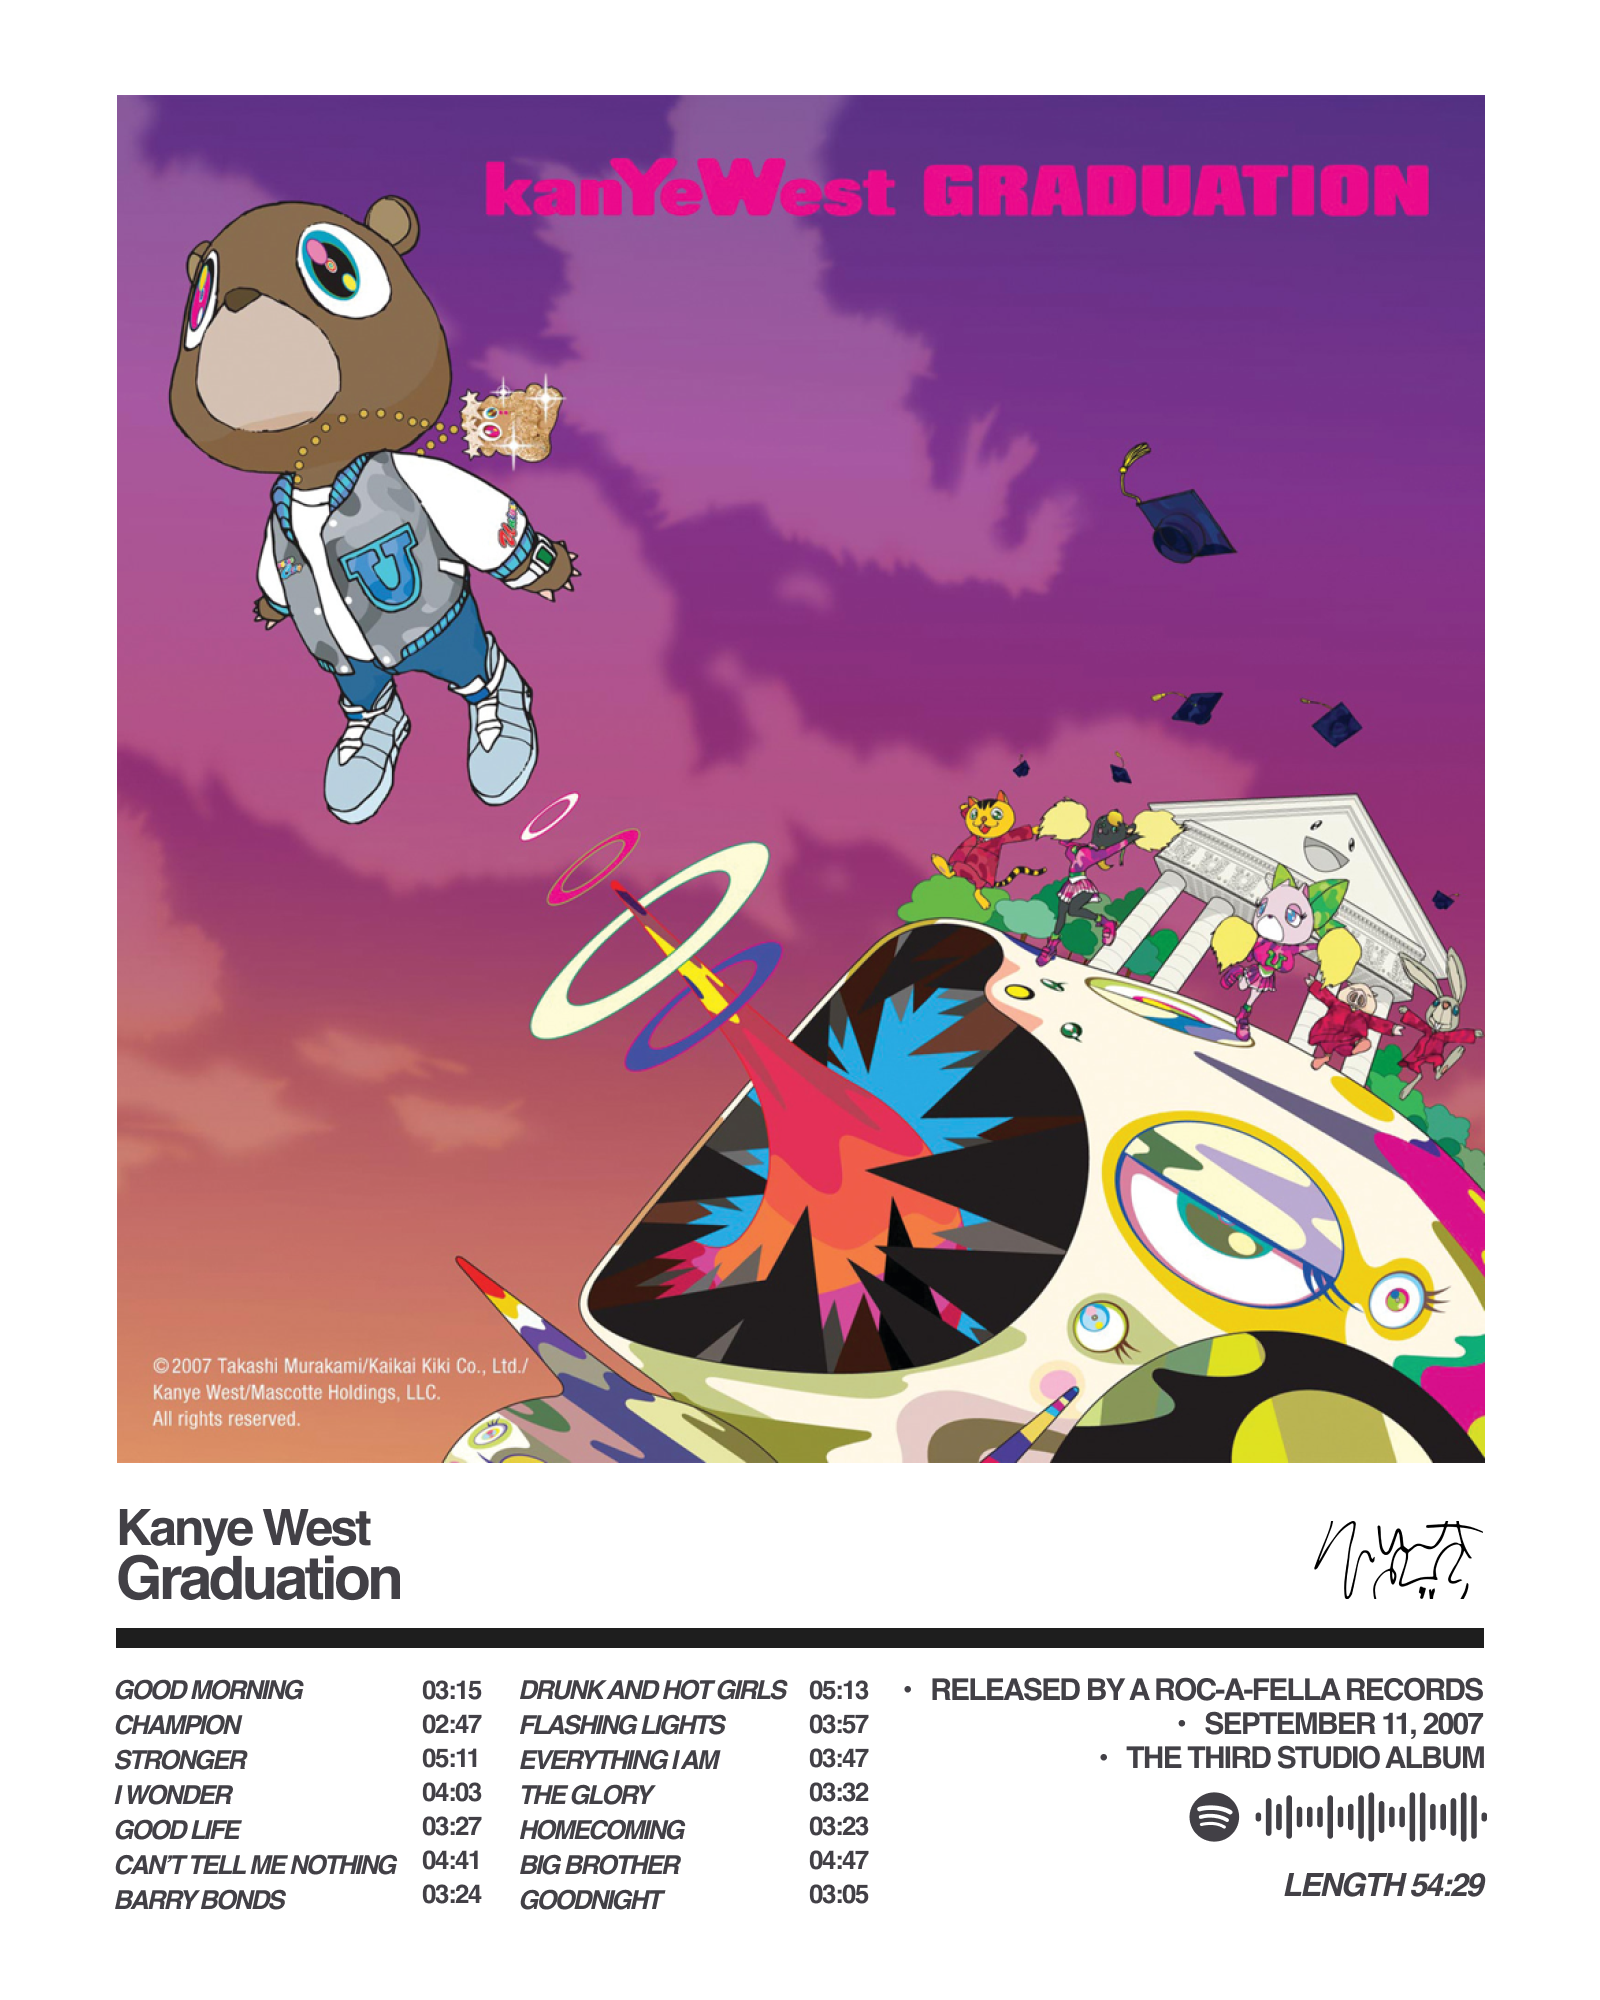 kanYeWest GRADUATION
U
U
©2007 Takashi Murakami/Kaikai Kiki Co., Ltd./
Kanye West/Mascotte Holdings, LLC.
All rights reserved.
Kanye West
Graduation
GOOD MORNING 03:15
CHAMPION 02:47
STRONGER 05:11
I WONDER 04:03
GOOD LIFE 03:27
CAN'T TELL ME NOTHING 04:41
BARRY BONDS 03:24
DRUNK AND HOT GIRLS 05:13
FLASHING LIGHTS 03:57
EVERYTHING I AM 03:47
THE GLORY 03:32
HOMECOMING 03:23
BIG BROTHER 04:47
GOODNIGHT 03:05
• RELEASED BY A ROC-A-FELLA RECORDS
• SEPTEMBER 11, 2007
• THE THIRD STUDIO ALBUM
LENGTH 54:29